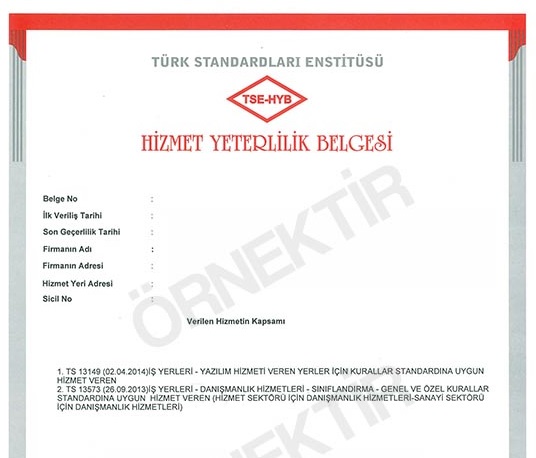 TÜRK STANDARDLARI ENSTİTÜSÜ
TSE-HYB
HİZMET YETERLİLİK BELGESİ
Belge No :
İlk Veriliş Tarihi :
Son Geçerlilik Tarihi :
Firmanın Adı :
Firmanın Adresi :
Hizmet Yeri Adresi :
Sicil No :
ÖRNEKTİR
Verilen Hizmetin Kapsamı
1. TS 13149 (02.04.2014)İŞ YERLERİ - YAZILIM HİZMETİ VEREN YERLER İÇİN KURALLAR STANDARDINA UYGUN
HİZMET VEREN
2. TS 13573 (26.09.2013)İŞ YERLERİ - DANIŞMANLIK HİZMETLERİ - SINIFLANDIRMA - GENEL VE ÖZEL KURALLAR
STANDARDINA UYGUN HİZMET VEREN (HİZMET SEKTÖRÜ İÇİN DANIŞMANLIK HİZMETLERİ-SANAYİ SEKTÖRÜ
İÇİN DANIŞMANLIK HİZMETLERİ)
ÖRNEKTİR